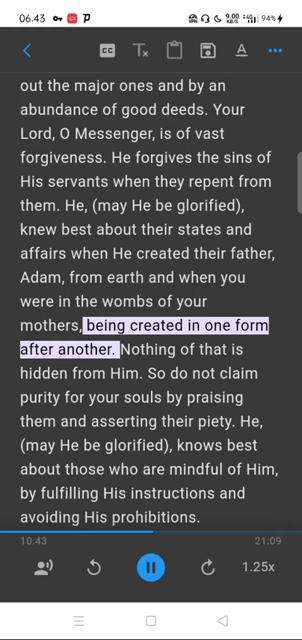 06.43
9.00 KB/S
4G
94%
CC
A
out the major ones and by an
abundance of good deeds. Your
Lord, O Messenger, is of vast
forgiveness. He forgives the sins of
His servants when they repent from
them. He, (may He be glorified),
knew best about their states and
affairs when He created their father,
Adam, from earth and when you
were in the wombs of your
mothers, being created in one form
after another. Nothing of that is
hidden from Him. So do not claim
purity for your souls by praising
them and asserting their piety. He,
(may He be glorified), knows best
about those who are mindful of Him,
by fulfilling His instructions and
avoiding His prohibitions.
10:43
21:09
1.25x